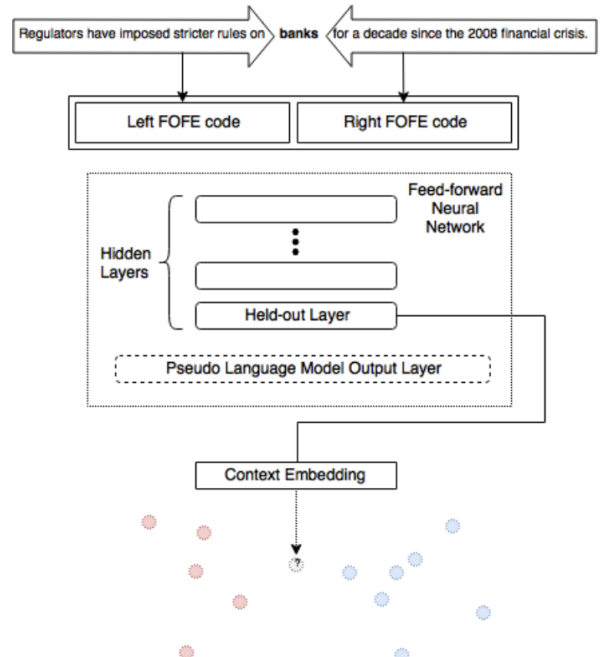 Regulators have imposed stricter rules on banks for a decade since the 2008 financial crisis.
Left FOFE code
Right FOFE code
Feed-forward
Neural
Network
Hidden
Layers
Held-out Layer
Pseudo Language Model Output Layer
Context Embedding
?